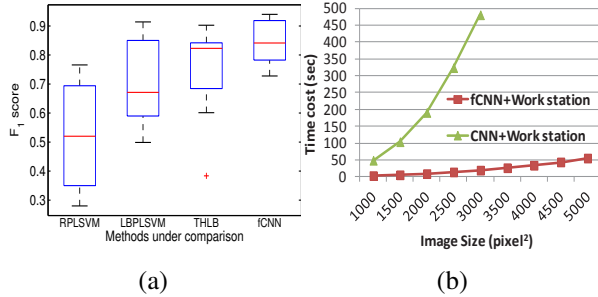 0.9
0.8
0.7
0.6
0.5
0.4
0.3
F1 score
RPLSVM LBPLSVM THLB fCNN
Methods under comparison
(a)
500
450
400
350
300
250
200
150
100
50
0
Time cost (sec)
fCNN+Work station
CNN+Work station
1000 1500 2000 2500 3000 3500 4000 4500 5000
Image Size (pixel²)
(b)